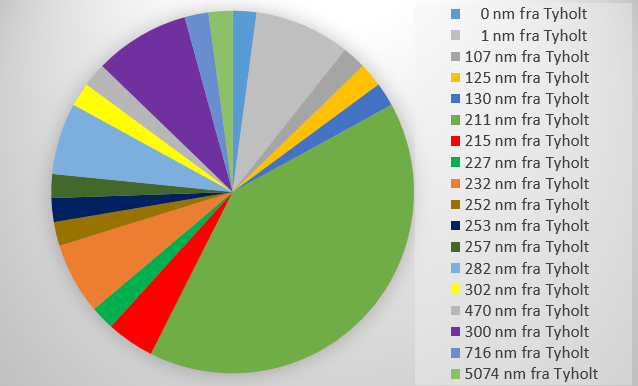 0 nm fra Tyholt
1 nm fra Tyholt
107 nm fra Tyholt
125 nm fra Tyholt
130 nm fra Tyholt
211 nm fra Tyholt
215 nm fra Tyholt
227 nm fra Tyholt
232 nm fra Tyholt
252 nm fra Tyholt
253 nm fra Tyholt
257 nm fra Tyholt
282 nm fra Tyholt
302 nm fra Tyholt
470 nm fra Tyholt
300 nm fra Tyholt
716 nm fra Tyholt
5074 nm fra Tyholt